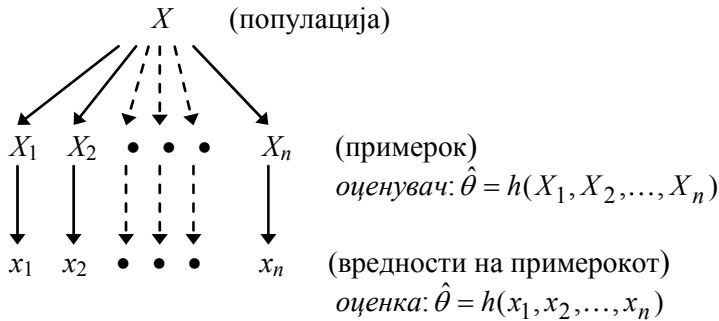 X (популација)
X₁ X₂ • • • Xₙ (примерок)
оценувач: θ̂ = h(X₁, X₂,…, Xₙ)
x₁ x₂ • • • xₙ (вредности на примерокот)
оценка: θ̂ = h(x₁, x₂,…, xₙ)